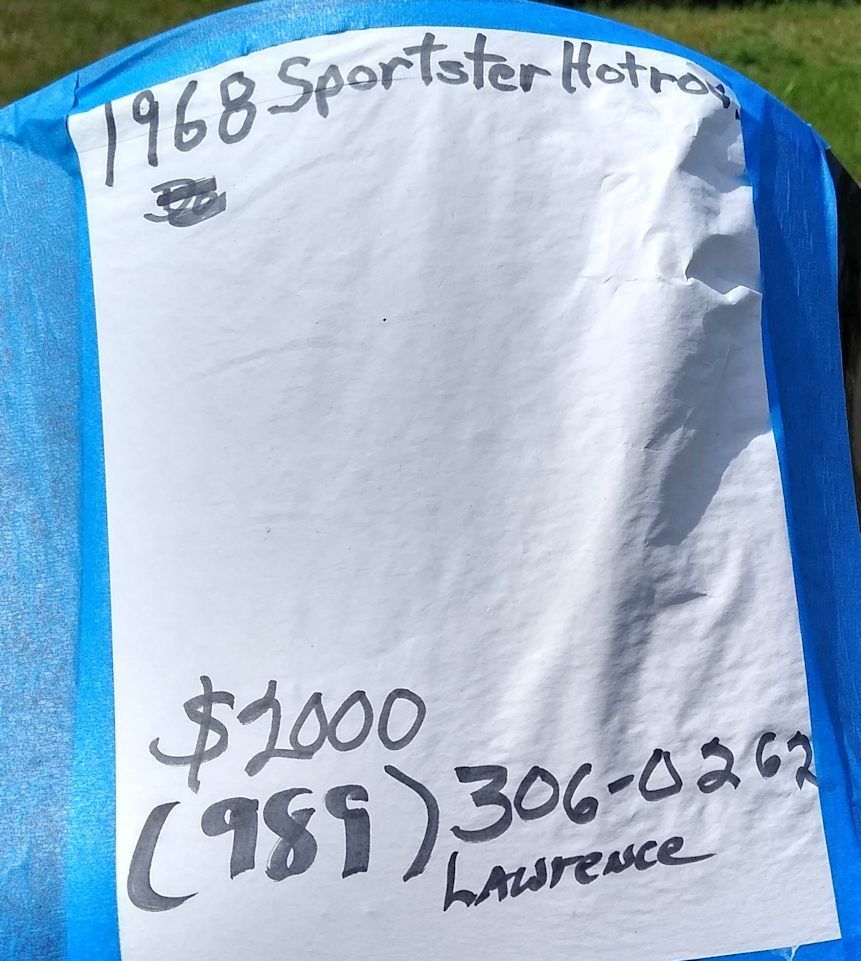 1968 Sportster Hotrod
$2000
(989) 306-0262
Lawrence